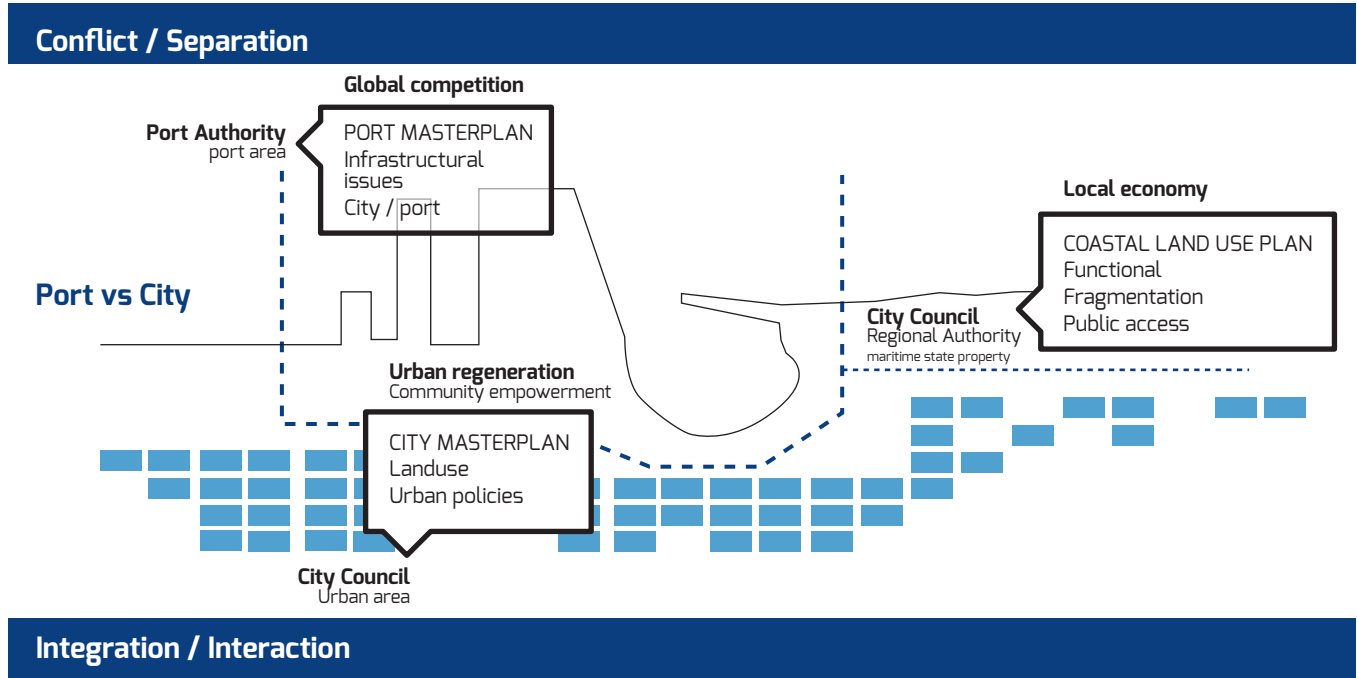 Conflict / Separation
Global competition
Port Authority
port area
PORT MASTERPLAN
Infrastructural
issues
City / port
Port vs City
Local economy
COASTAL LAND USE PLAN
Functional
Fragmentation
Public access
City Council
Regional Authority
maritime state property
Urban regeneration
Community empowerment
CITY MASTERPLAN
Landuse
Urban policies
City Council
Urban area
Integration / Interaction